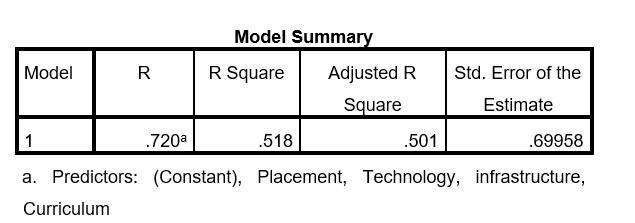 Model Summary
Model R R Square Adjusted R Square Std. Error of the Estimate
1 .720a .518 .501 .69958
a. Predictors: (Constant), Placement, Technology, infrastructure,
Curriculum